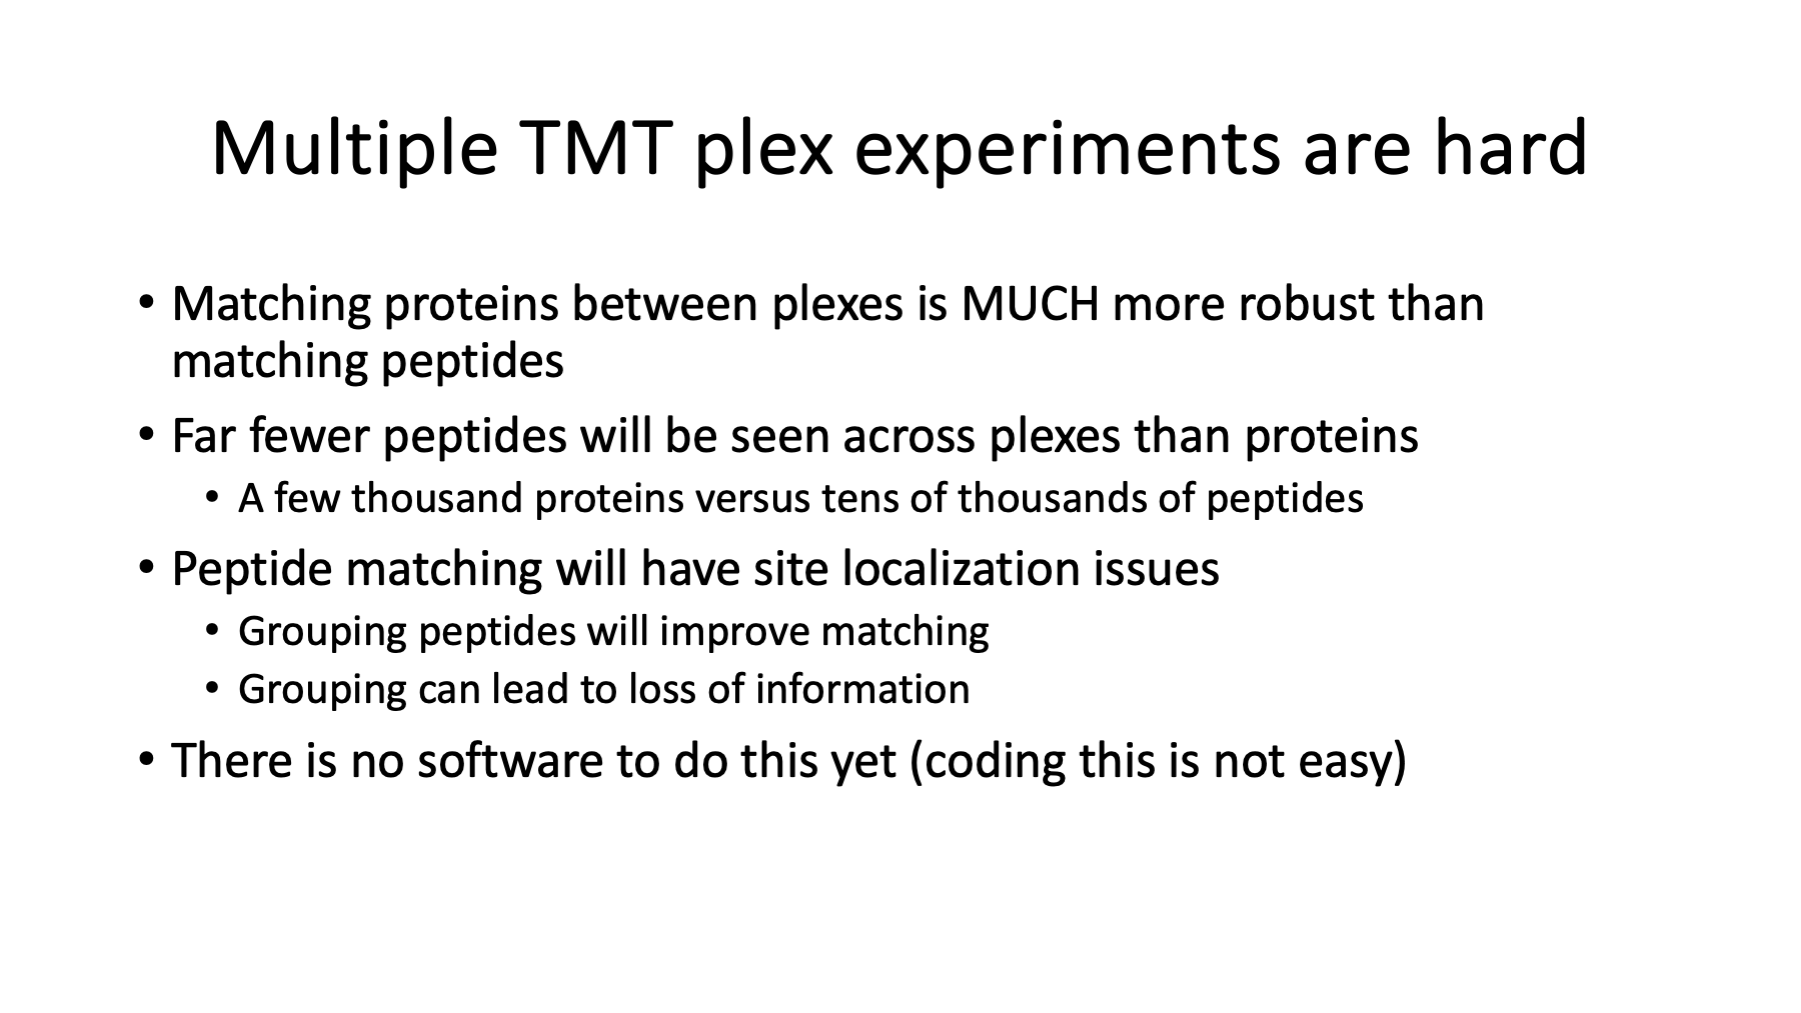 Multiple TMT plex experiments are hard
• Matching proteins between plexes is MUCH more robust than
matching peptides
• Far fewer peptides will be seen across plexes than proteins
• A few thousand proteins versus tens of thousands of peptides
• Peptide matching will have site localization issues
• Grouping peptides will improve matching
• Grouping can lead to loss of information
• There is no software to do this yet (coding this is not easy)